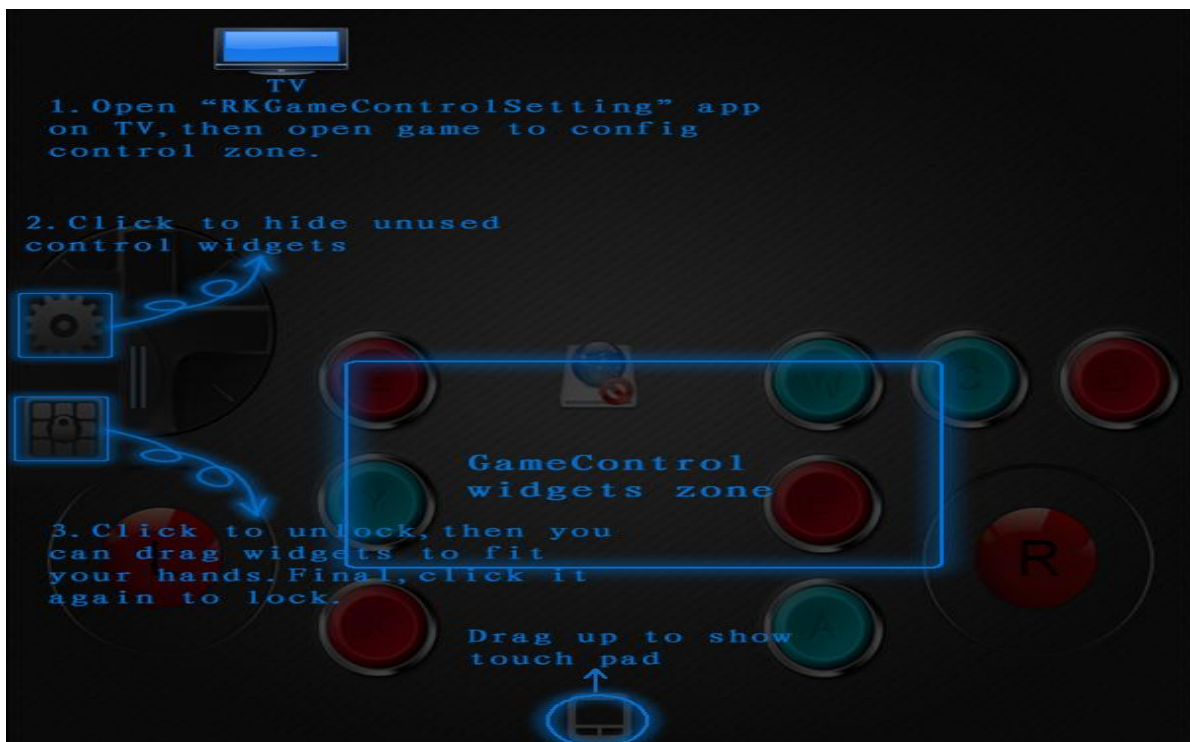 TV
1.Open “RKGameControlSetting” app
on TV,then open game to config
control zone.
2.Click to hide unused
control widgets
GameControl
widgets zone
3.Click to unlock,then you
can drag widgets to fit
your hands.Final,click it
again to lock.
Drag up to show
touch pad
W
C
Y
R
A